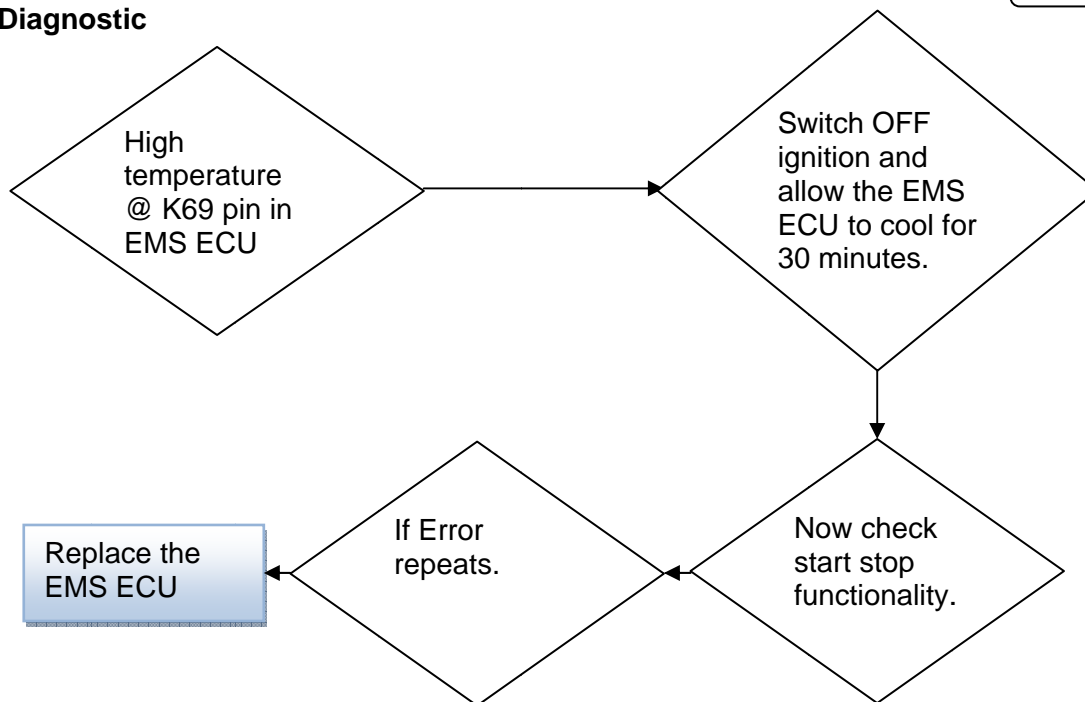 Diagnostic
High
temperature
@ K69 pin in
EMS ECU
Switch OFF
ignition and
allow the EMS
ECU to cool for
30 minutes.
Now check
start stop
functionality.
If Error
repeats.
Replace the
EMS ECU